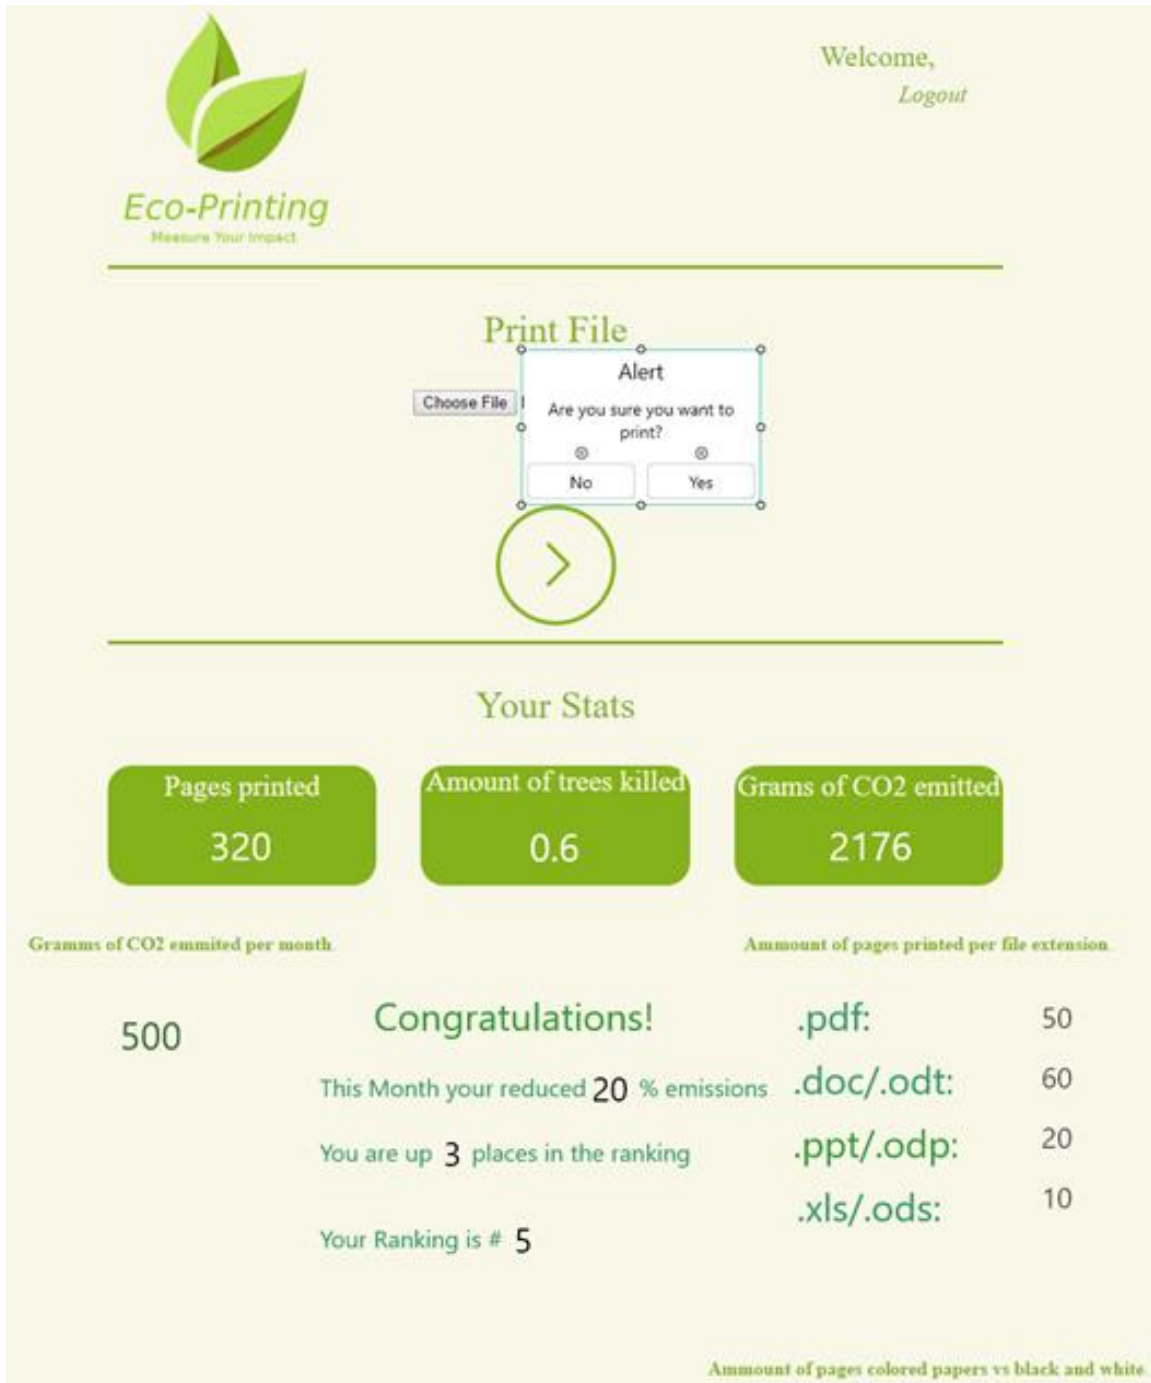 Welcome,
Logout
Eco-Printing
Measure Your Impact
Print File
Choose File
Alert
Are you sure you want to
print?
No
Yes
Your Stats
Pages printed
320
Amount of trees killed
0.6
Grams of CO2 emitted
2176
Gramms of CO2 emmited per month.
500
Congratulations!
This Month your reduced 20 % emissions
You are up 3 places in the ranking
Your Ranking is # 5
Ammount of pages printed per file extension.
.pdf: 50
.doc/.odt: 60
.ppt/.odp: 20
.xls/.ods: 10
Ammount of pages colored papers vs black and white.